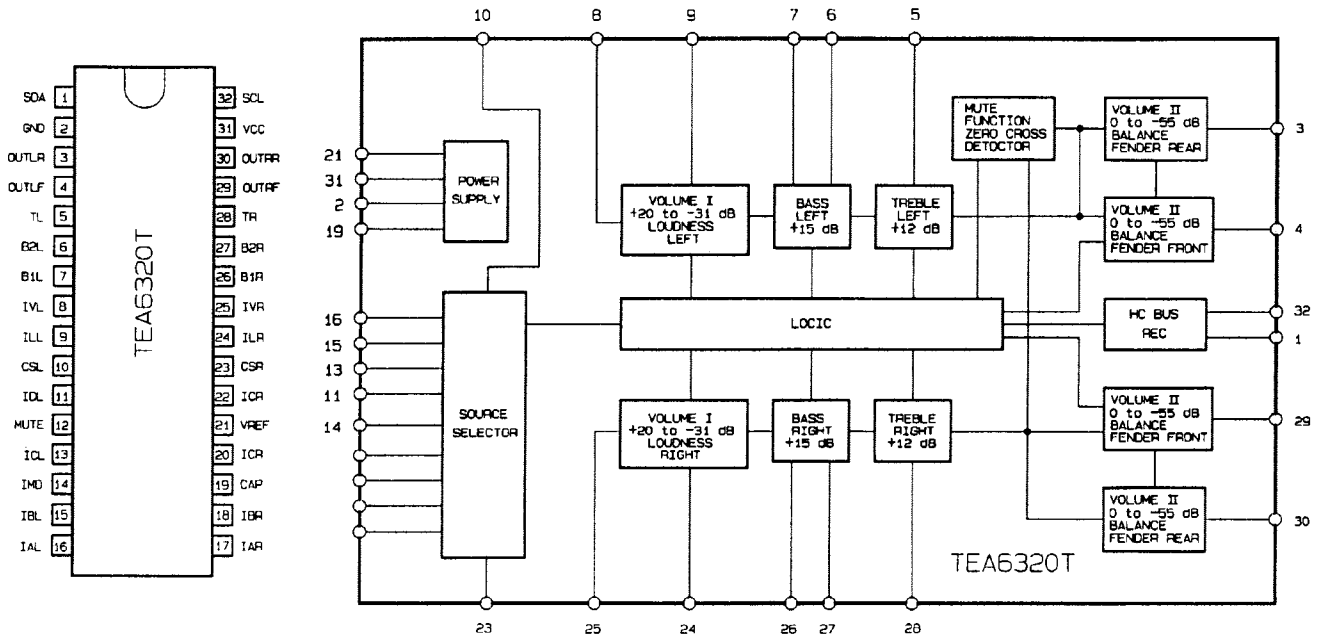 10
8
9
7
6
5
SDA 1
GND 2
OUTLR 3
OUTLF 4
TL 5
B2L 6
B1L 7
IVL 8
ILL 9
CSL 10
IDL 11
MUTE 12
ICL 13
IMO 14
IBL 15
IAL 16
TEA6320T
32 SCL
31 VCC
30 OUTRR
29 OUTRF
28 TR
27 B2R
26 B1R
25 IVR
24 ILR
23 CSR
22 ICR
21 VREF
20 ICR
19 CAP
18 IBR
17 IAR
21
31
2
19
POWER
SUPPLY
16
15
13
11
14
SOURCE
SELECTOR
VOLUME I
+20 to -31 dB
LOUDNESS
LEFT
BASS
LEFT
+15 dB
TREBLE
LEFT
+12 dB
MUTE
FUNCTION
ZERO CROSS
DETOCTOR
VOLUME II
0 to -55 dB
BALANCE
FENDER REAR
3
VOLUME II
0 to -55 dB
BALANCE
FENDER FRONT
4
LOCIC
HC BUS
REC
32
1
VOLUME I
+20 to -31 dB
LOUDNESS
RIGHT
BASS
RIGHT
+15 dB
TREBLE
RIGHT
+12 dB
VOLUME II
0 to -55 dB
BALANCE
FENDER FRONT
29
VOLUME II
0 to -55 dB
BALANCE
FENDER REAR
30
TEA6320T
23
25
24
26
27
28